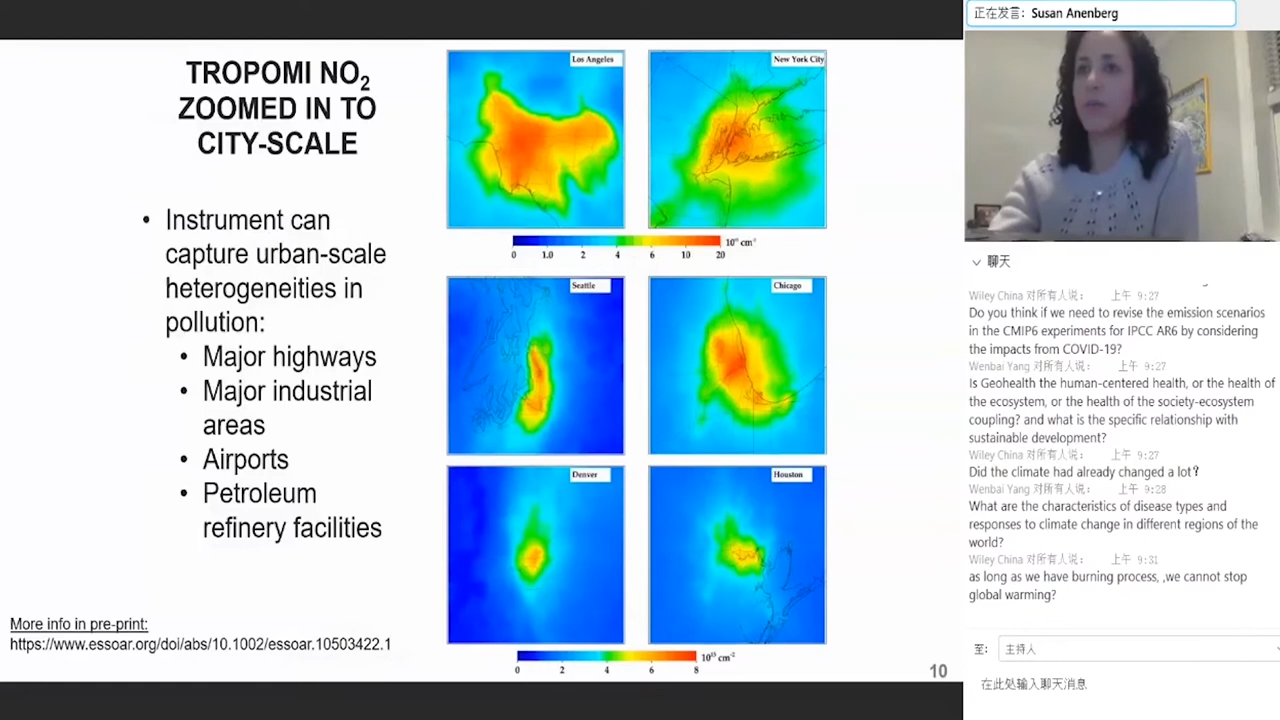 正在发言: Susan Anenberg
TROPOMI NO2
ZOOMED IN TO
CITY-SCALE
• Instrument can
capture urban-scale
heterogeneities in
pollution:
• Major highways
• Major industrial
areas
• Airports
• Petroleum
refinery facilities
More info in pre-print:
https://www.essoar.org/doi/abs/10.1002/essoar.10503422.1
Los Angeles
New York City
0 1.0 2 4 6 10 20
Seattle
Chicago
Denver
Houston
0 2 4 6 8 10¹⁵ cm⁻²
10
聊天
Wiley China 对所有人说: 上午 9:27
Do you think if we need to revise the emission scenarios
in the CMIP6 experiments for IPCC AR6 by considering
the impacts from COVID-19?
Wenbai Yang 对所有人说: 上午 9:27
Is Geohealth the human-centered health, or the health of
the ecosystem, or the health of the society-ecosystem
coupling? and what is the specific relationship with
sustainable development?
Wiley China 对所有人说: 上午 9:27
Did the climate had already changed a lot?
Wenbai Yang 对所有人说: 上午 9:28
What are the characteristics of disease types and
responses to climate change in different regions of the
world?
Wiley China 对所有人说: 上午 9:31
as long as we have burning process, ,we cannot stop
global warming?
至: 主持人
在此处输入聊天消息